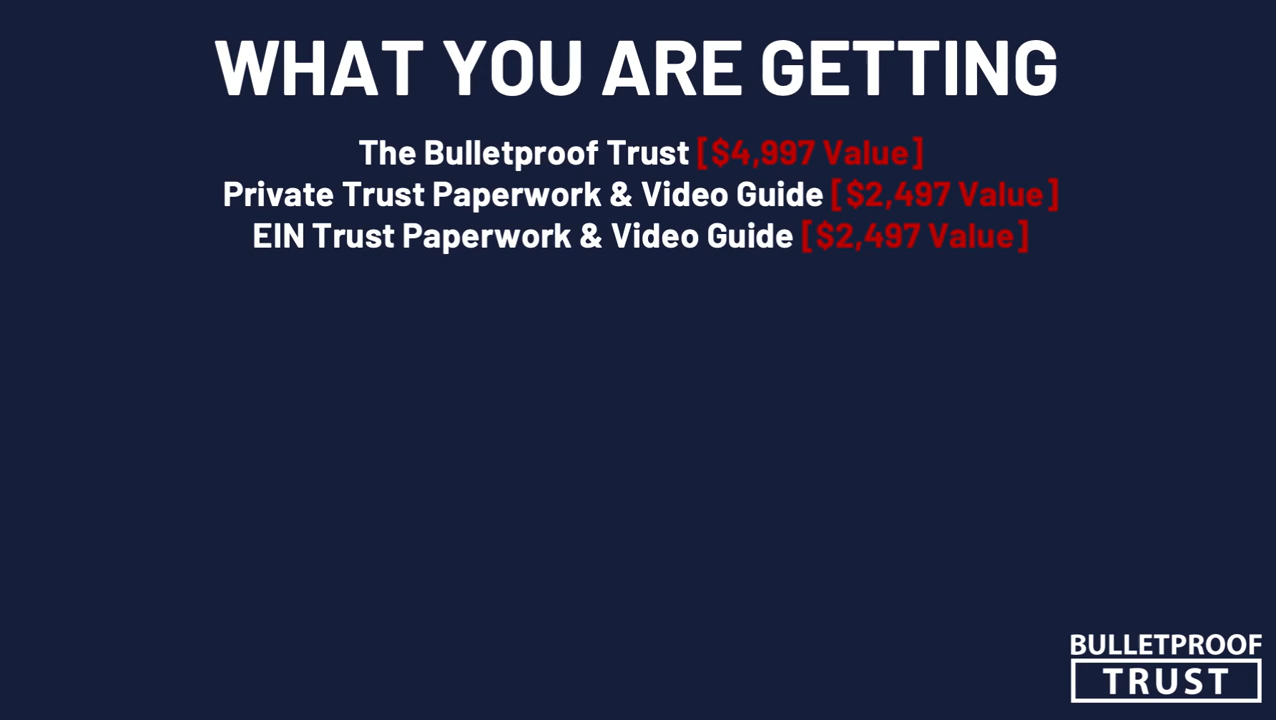 WHAT YOU ARE GETTING
The Bulletproof Trust [$4,997 Value]
Private Trust Paperwork & Video Guide [$2,497 Value]
EIN Trust Paperwork & Video Guide [$2,497 Value]
BULLETPROOF
TRUST